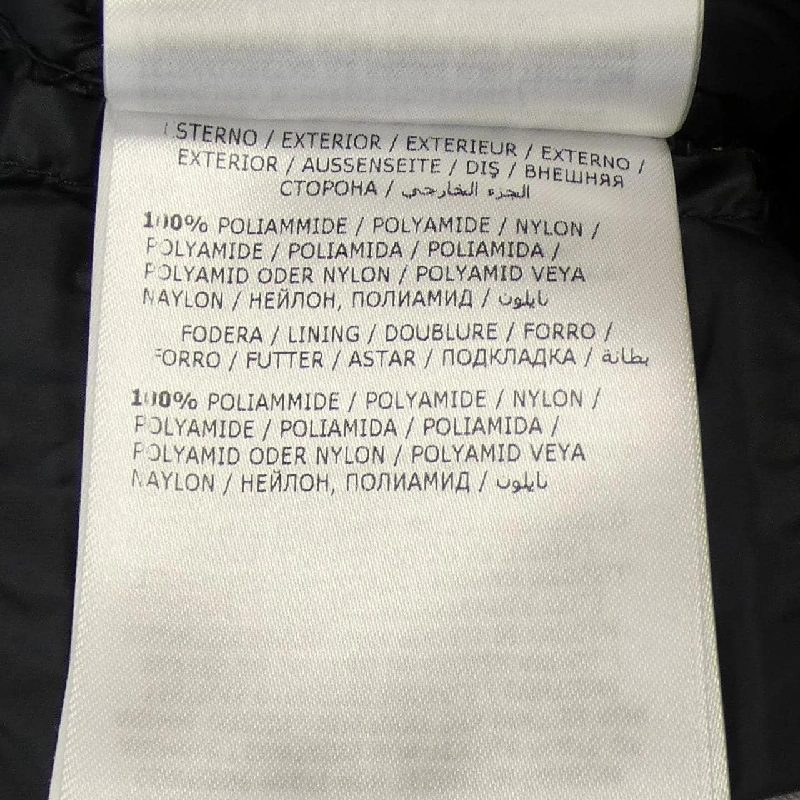 ESTERNO / EXTERIOR / EXTERIEUR / EXTERNO /
EXTERIOR / AUSSENSEITE / DIŞ / ВНЕШНЯЯ
СТОРОНА / الجزء الخارجي
100% POLIAMMIDE / POLYAMIDE / NYLON /
POLYAMIDE / POLIAMIDA / POLIAMIDA /
POLYAMID ODER NYLON / POLYAMID VEYA
NAYLON / НЕЙЛОН, ПОЛИАМИД / نايلون
FODERA / LINING / DOUBLURE / FORRO /
FORRO / FUTTER / ASTAR / ПОДКЛАДКА / بطانة
100% POLIAMMIDE / POLYAMIDE / NYLON /
POLYAMIDE / POLIAMIDA / POLIAMIDA /
POLYAMID ODER NYLON / POLYAMID VEYA
NAYLON / НЕЙЛОН, ПОЛИАМИД / نايلون